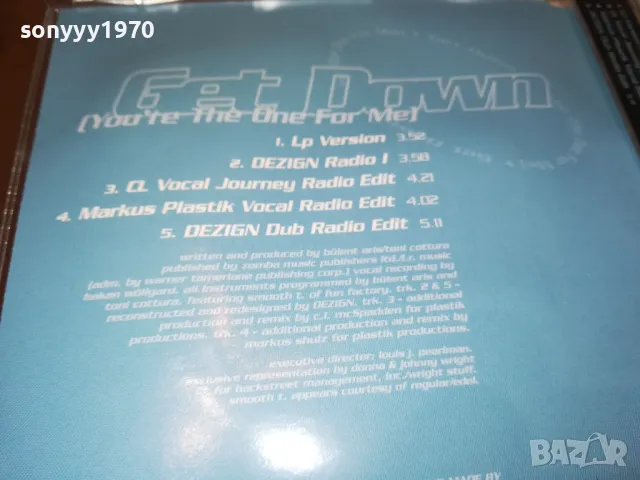 sonyyy1970
Get Down
(You're The One For Me)
1. Lp Version 3.52
2. DEZIGN Radio I 3.58
3. CL Vocal Journey Radio Edit 4.21
4. Markus Plastik Vocal Radio Edit 4.02
5. DEZIGN Dub Radio Edit 5.11
written and produced by bülent aris/toni cottura
published by zomba music publishers ltd./t.r. music
(adm. by warner tamerlane publishing corp.) vocal recording by
bülent aris and
toni cottura. all instruments programmed by
toni cottura. featuring smooth t. of fun factory. trk. 2 & 5 -
reconstructed and redesigned by DEZIGN. trk. 3 - additional
production and remix by c.l. mcSpadden for plastik
productions. trk. 4 - additional production and remix by
markus shulz for plastik productions.
executive director: louis j. pearlman.
exclusive representation by donna & johnny wright
for backstreet management, inc./wright stuff.
smooth t. appears courtesy of regular/edel.
MADE BY
BAZAR
bazar.bg